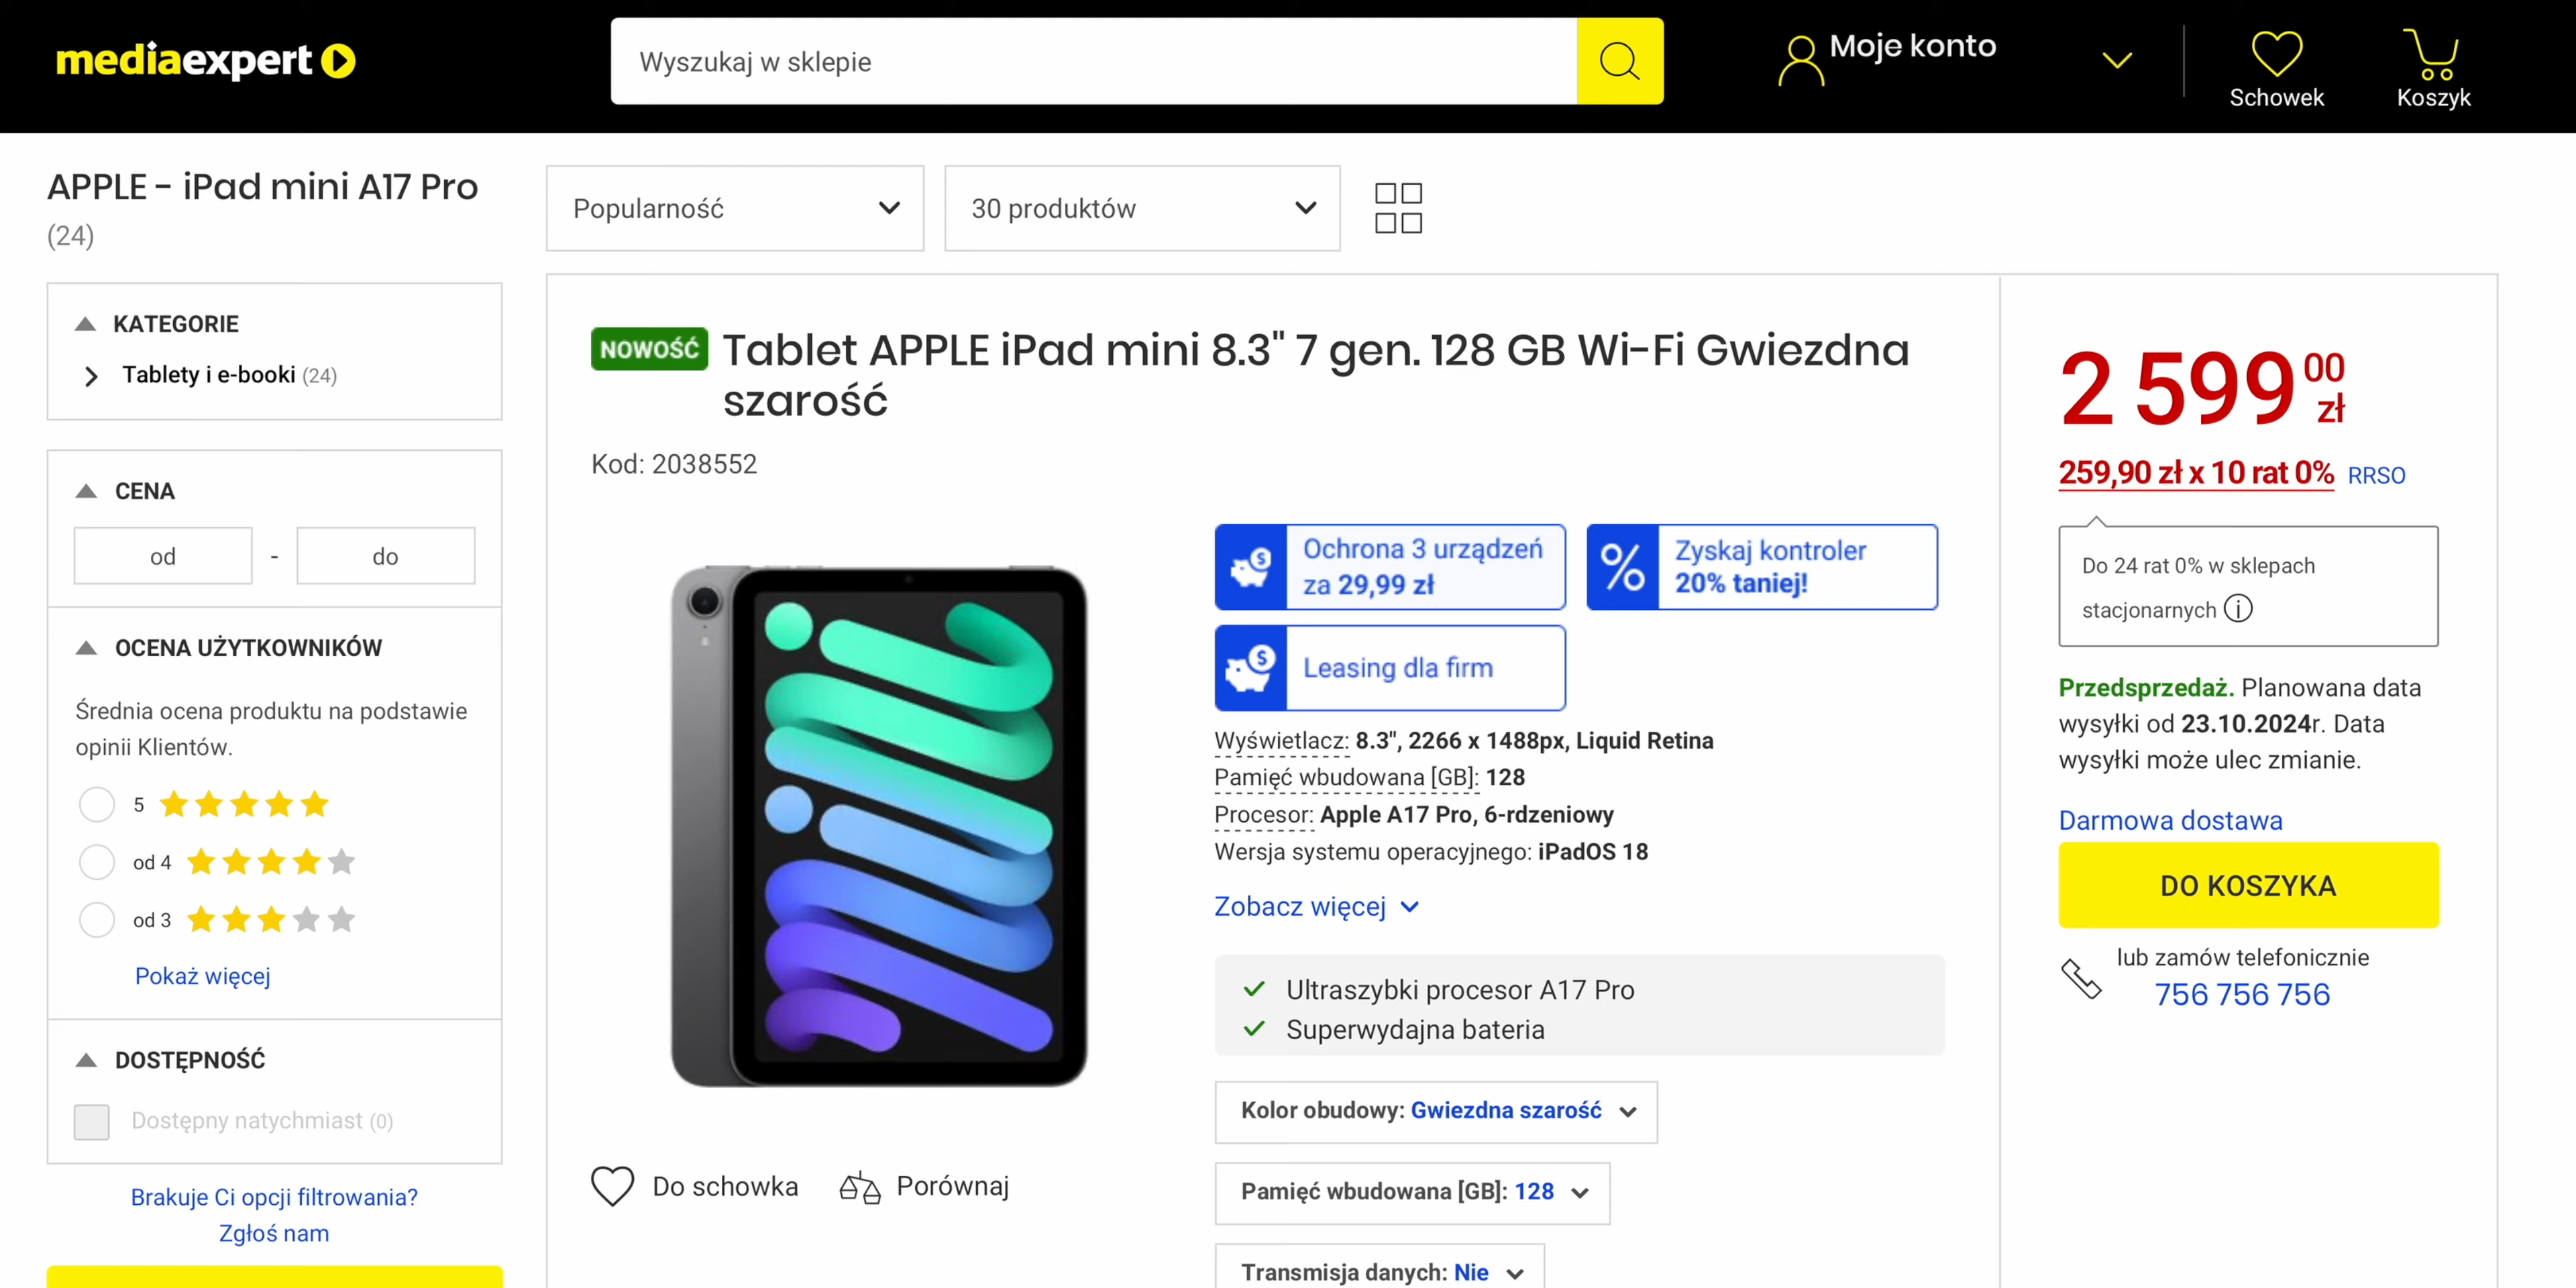 mediaexpert
Wyszukaj w sklepie
Moje konto
Schowek
Koszyk
APPLE - iPad mini A17 Pro
(24)
Popularność
30 produktów
KATEGORIE
Tablety i e-booki (24)
CENA
od - do
OCENA UŻYTKOWNIKÓW
Średnia ocena produktu na podstawie
opinii Klientów.
5
od 4
od 3
Pokaż więcej
DOSTĘPNOŚĆ
Dostępny natychmiast (0)
Brakuje Ci opcji filtrowania?
Zgłoś nam
NOWOŚĆ Tablet APPLE iPad mini 8.3" 7 gen. 128 GB Wi-Fi Gwiezdna
szarość
Kod: 2038552
Ochrona 3 urządzeń
za 29,99 zł
% Zyskaj kontroler
20% taniej!
Leasing dla firm
Wyświetlacz: 8.3", 2266 x 1488px, Liquid Retina
Pamięć wbudowana [GB]: 128
Procesor: Apple A17 Pro, 6-rdzeniowy
Wersja systemu operacyjnego: iPadOS 18
Zobacz więcej
Ultraszybki procesor A17 Pro
Superwydajna bateria
Kolor obudowy: Gwiezdna szarość
Pamięć wbudowana [GB]: 128
Transmisja danych: Nie
Do schowka
Porównaj
2 599 00 zł
259,90 zł x 10 rat 0% RRSO
Do 24 rat 0% w sklepach
stacjonarnych
Przedsprzedaż. Planowana data
wysyłki od 23.10.2024r. Data
wysyłki może ulec zmianie.
Darmowa dostawa
DO KOSZYKA
lub zamów telefonicznie
756 756 756